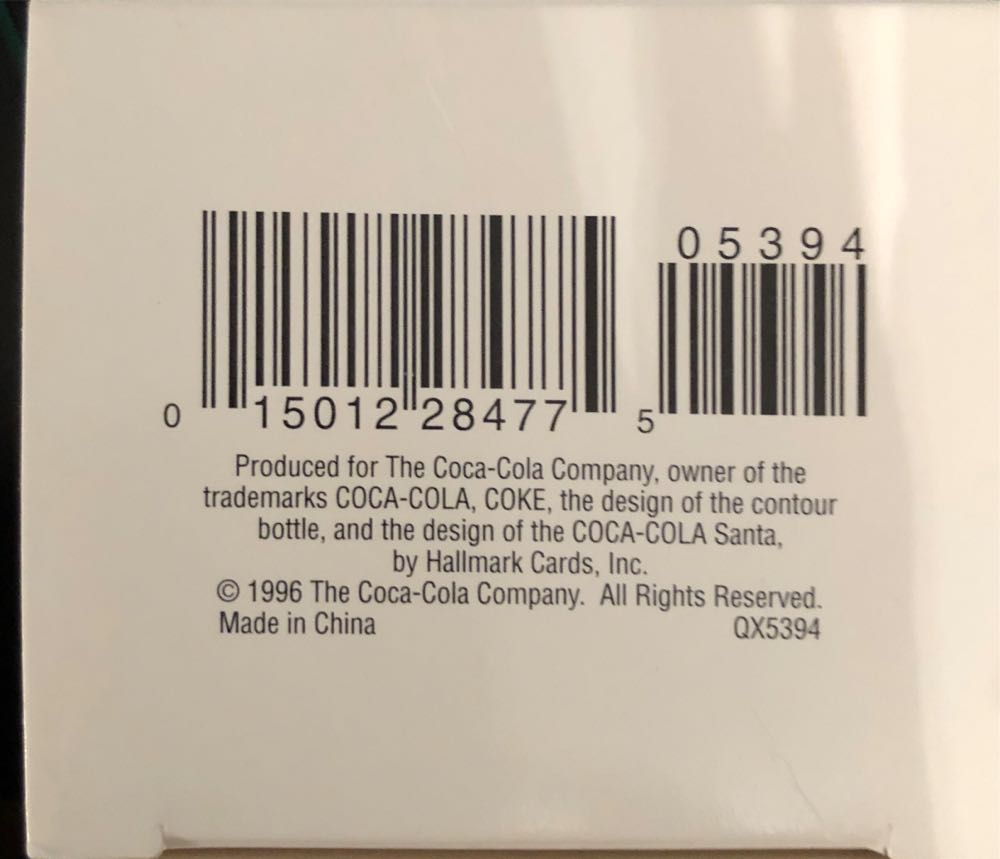 05394
0 15012 28477 5
Produced for The Coca-Cola Company, owner of the
trademarks COCA-COLA, COKE, the design of the contour
bottle, and the design of the COCA-COLA Santa,
by Hallmark Cards, Inc.
© 1996 The Coca-Cola Company. All Rights Reserved.
Made in China QX5394